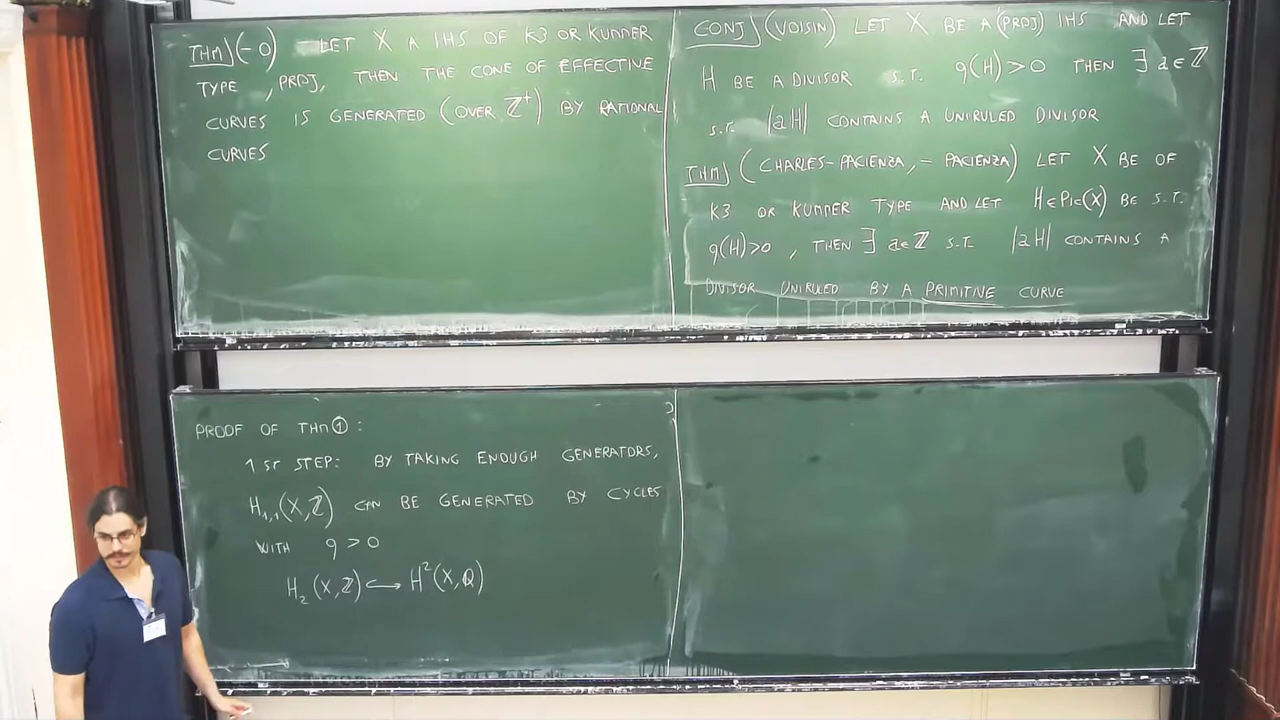 THM) (-O) LET X A IHS OF K3 OR KUMMER
TYPE, PROJ, THEN THE CONE OF EFFECTIVE
CURVES IS GENERATED (OVER ℤ⁺) BY RATIONAL
CURVES
CONJ (VOISIN) LET X BE A (PROJ) IHS AND LET
H BE A DIVISOR S.T. q(H)>0 THEN ∃ a∈ℤ
S.T. |aH| CONTAINS A UNIRULED DIVISOR
THM) (CHARLES-PACIENZA, - PACIENZA) LET X BE OF
K3 OR KUMMER TYPE AND LET H∈PIC(X) BE S.T.
q(H)>0, THEN ∃ a∈ℤ S.T. |aH| CONTAINS A
DIVISOR UNIRULED BY A PRIMITIVE CURVE
PROOF OF THM ①:
1ST STEP: BY TAKING ENOUGH GENERATORS,
H₁,₁(X,ℤ) CAN BE GENERATED BY CYCLES
WITH q>0
H₂(X,ℤ) ↪ H²(X,ℚ)